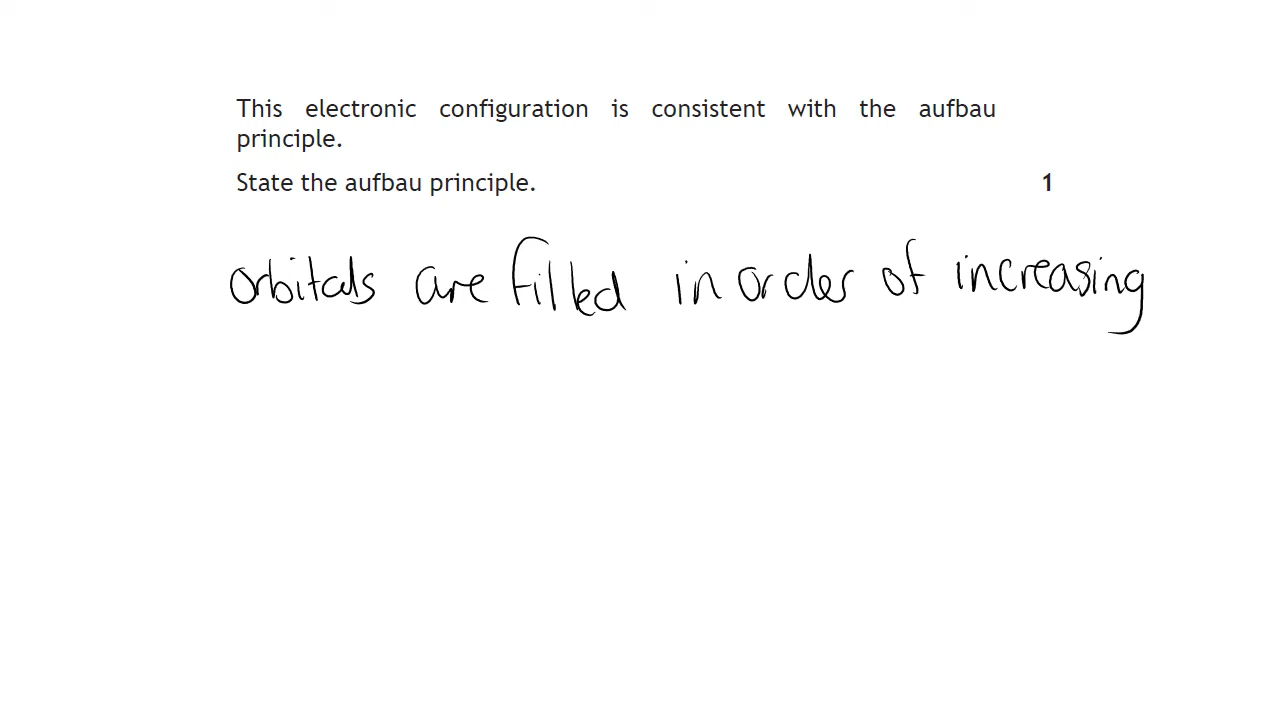 This electronic configuration is consistent with the aufbau
principle.
State the aufbau principle. 1
orbitals are filled in order of increasing